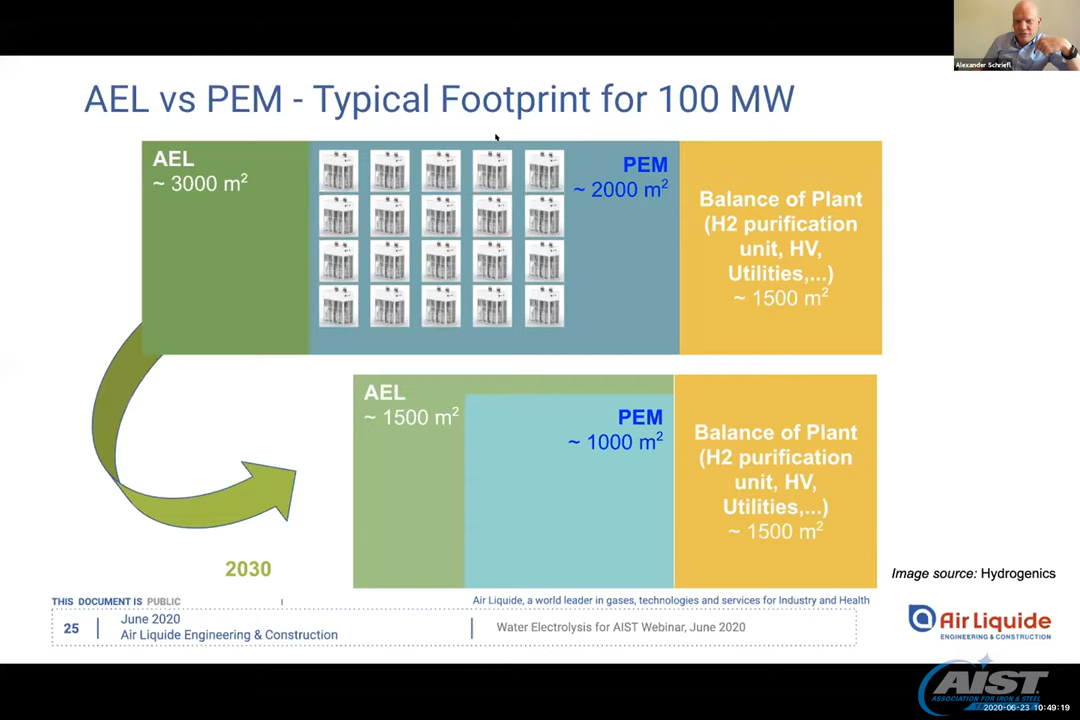 Alexander Schriefl
AEL vs PEM - Typical Footprint for 100 MW
AEL
~ 3000 m²
PEM
~ 2000 m²
Balance of Plant
(H2 purification
unit, HV,
Utilities,...)
~ 1500 m²
AEL
~ 1500 m²
PEM
~ 1000 m²
Balance of Plant
(H2 purification
unit, HV,
Utilities,...)
~ 1500 m²
2030
Image source: Hydrogenics
THIS DOCUMENT IS PUBLIC
Air Liquide, a world leader in gases, technologies and services for Industry and Health
25
June 2020
Air Liquide Engineering & Construction
Water Electrolysis for AIST Webinar, June 2020
Air Liquide
ENGINEERING & CONSTRUCTION
AIST
ASSOCIATION FOR IRON & STEEL
2020-06-23 10:49:19